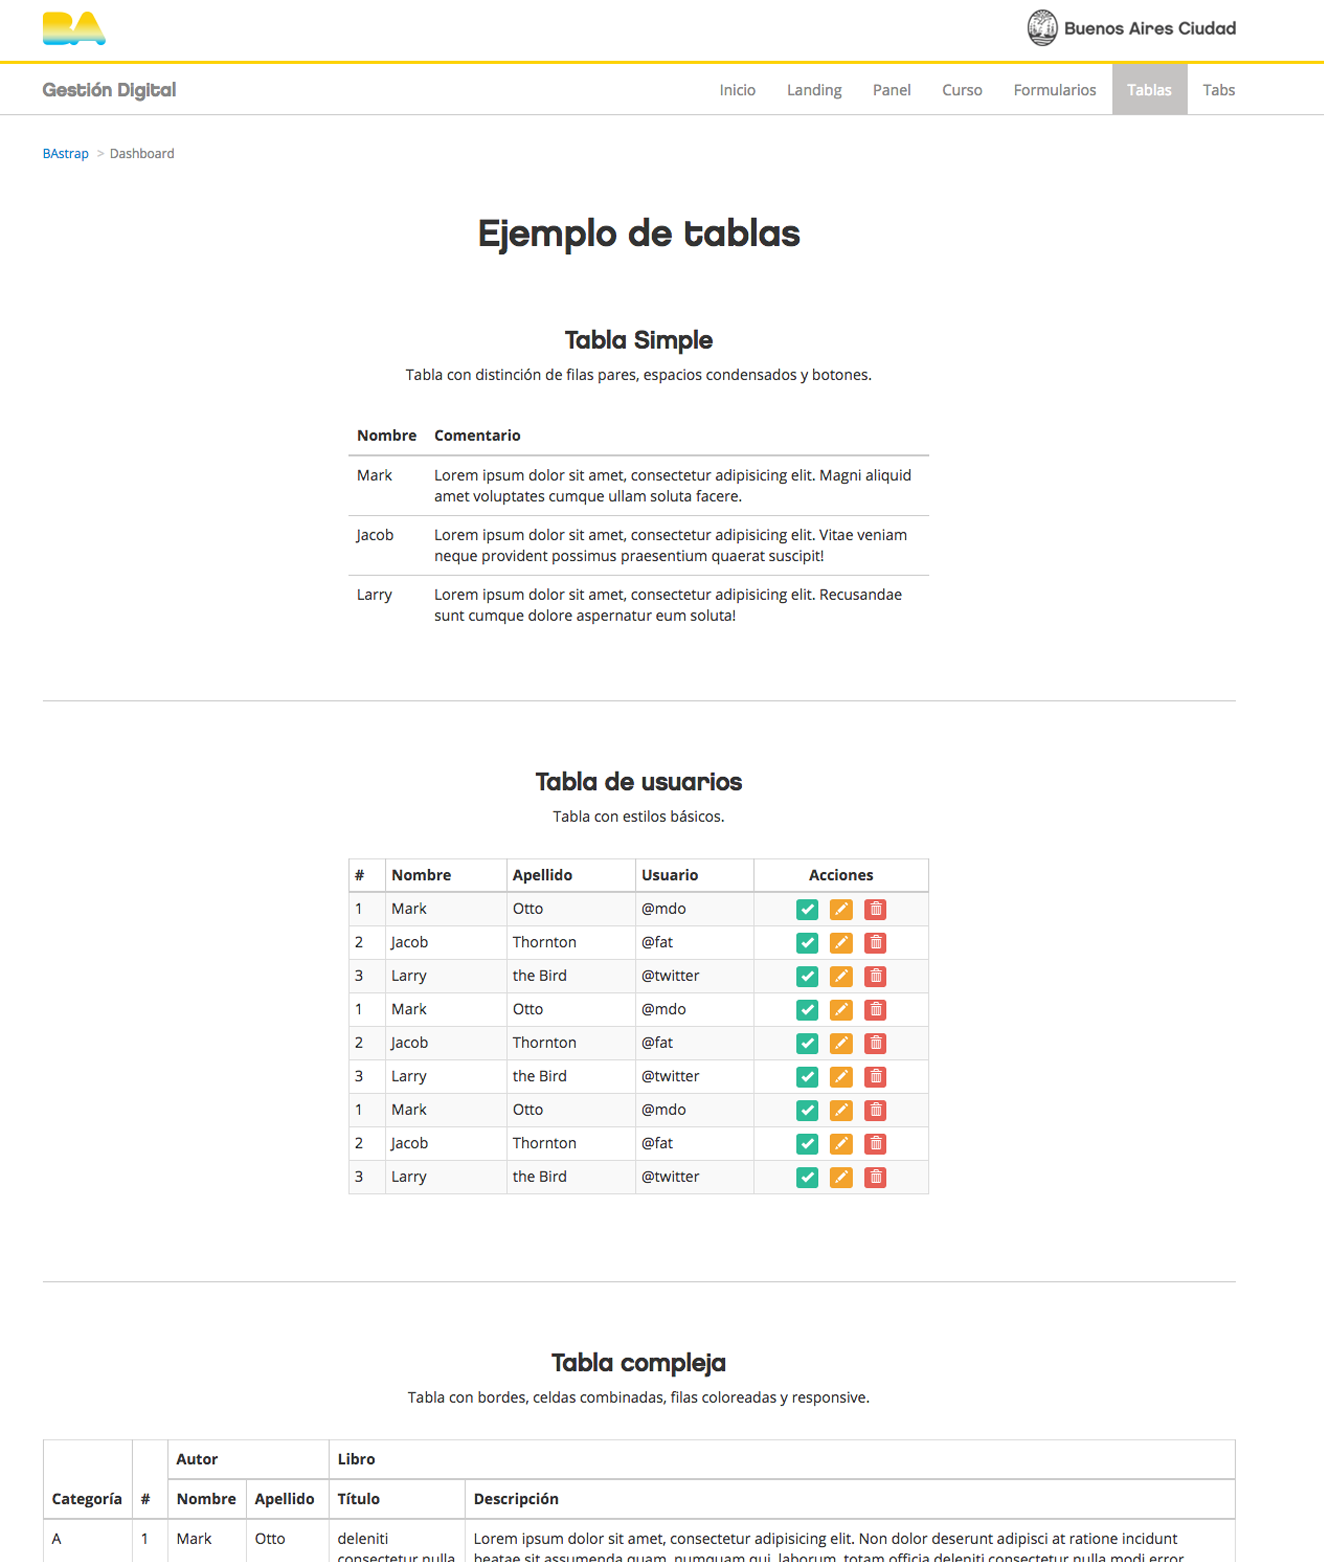 BA
Buenos Aires Ciudad
Gestión Digital
Inicio Landing Panel Curso Formularios Tablas Tabs
BAstrap > Dashboard
Ejemplo de tablas
Tabla Simple
Tabla con distinción de filas pares, espacios condensados y botones.
Nombre Comentario
Mark Lorem ipsum dolor sit amet, consectetur adipisicing elit. Magni aliquid
amet voluptates cumque ullam soluta facere.
Jacob Lorem ipsum dolor sit amet, consectetur adipisicing elit. Vitae veniam
neque provident possimus praesentium quaerat suscipit!
Larry Lorem ipsum dolor sit amet, consectetur adipisicing elit. Recusandae
sunt cumque dolore aspernatur eum soluta!
Tabla de usuarios
Tabla con estilos básicos.
# Nombre Apellido Usuario Acciones
1 Mark Otto @mdo
2 Jacob Thornton @fat
3 Larry the Bird @twitter
1 Mark Otto @mdo
2 Jacob Thornton @fat
3 Larry the Bird @twitter
1 Mark Otto @mdo
2 Jacob Thornton @fat
3 Larry the Bird @twitter
Tabla compleja
Tabla con bordes, celdas combinadas, filas coloreadas y responsive.
Autor Libro
Categoría # Nombre Apellido Título Descripción
A 1 Mark Otto deleniti Lorem ipsum dolor sit amet, consectetur adipisicing elit. Non dolor deserunt adipisci at ratione incidunt
consectetur nulla beatae sit assumenda quam, numquam qui, laborum, totam officia deleniti consectetur nulla modi error